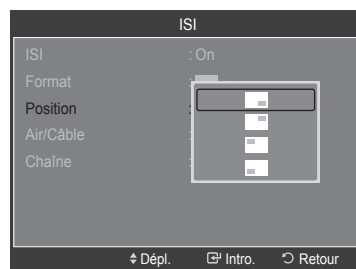 ISI
ISI : On
Format :
Position :
Air/Câble :
Chaîne :
Dépl. Intro. Retour